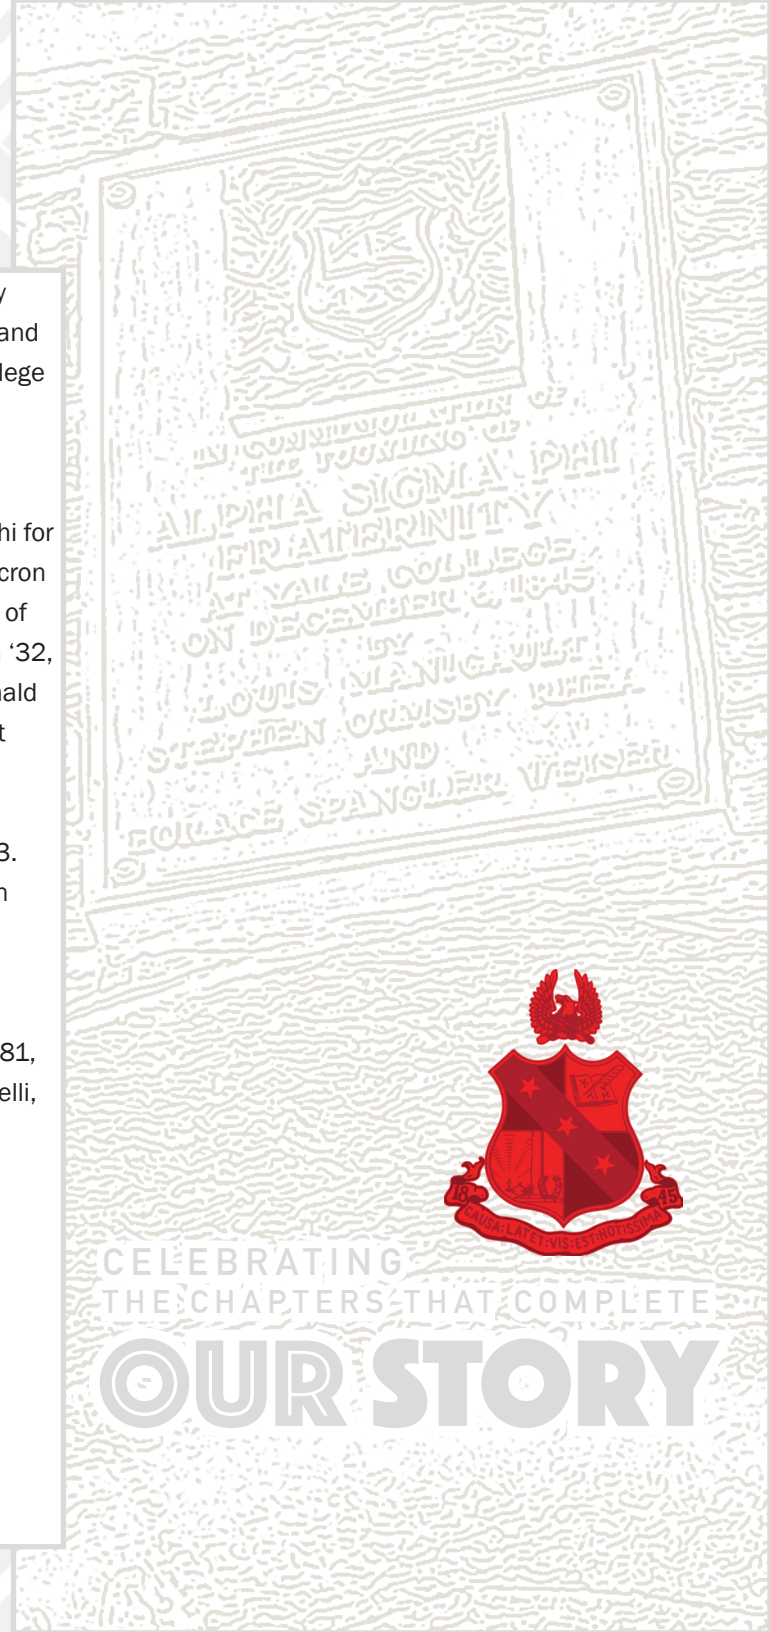 and
lege
hi for
cron
of
‘32,
nald
t
3.
n
81,
elli,
IN COMMEMORATION OF
THE FOUNDING OF
ALPHA SIGMA PHI
FRATERNITY
AT YALE COLLEGE
ON DECEMBER 6, 1845
BY
LOUIS MANIGAULT
STEPHEN ORMSBY RHEA
AND
HORACE SPANGLER WEISER
18 45
CAUSA:LATET:VIS:EST:NOTISSIMA
CELEBRATING
THE CHAPTERS THAT COMPLETE
OUR STORY